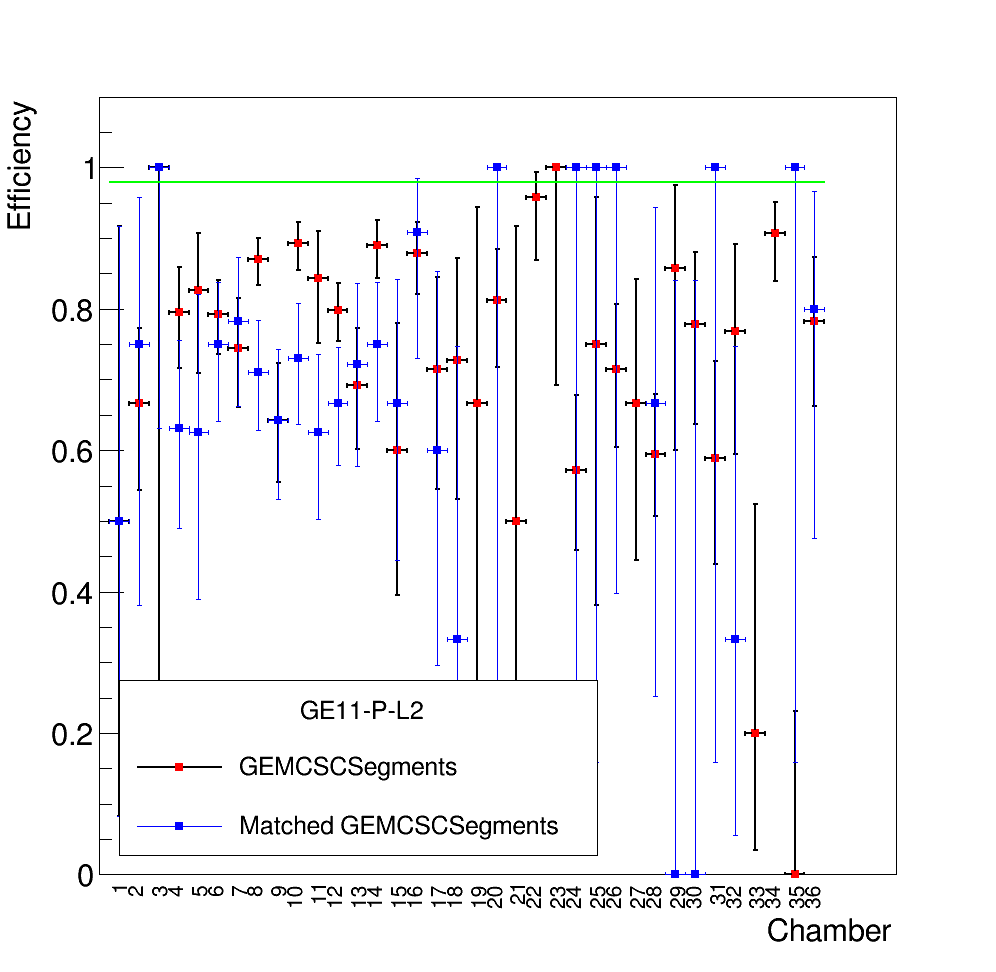 Efficiency
1
0.8
0.6
0.4
0.2
0
GE11-P-L2
GEMCSCSegments
Matched GEMCSCSegments
1 2 3 4 5 6 7 8 9 10 11 12 13 14 15 16 17 18 19 20 21 22 23 24 25 26 27 28 29 30 31 32 33 34 35 36
Chamber